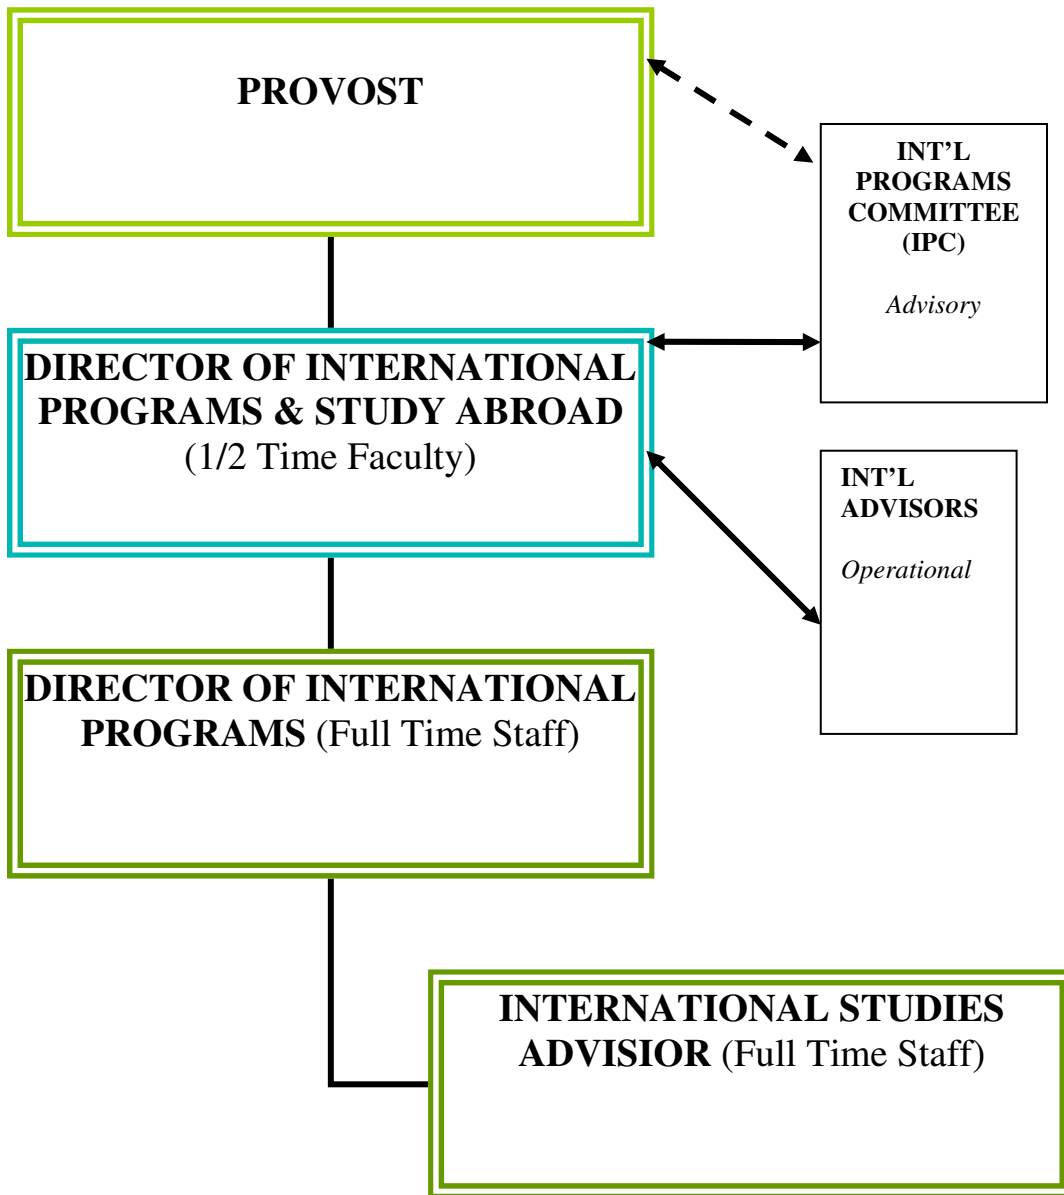 PROVOST
INT’L
PROGRAMS
COMMITTEE
(IPC)
Advisory
DIRECTOR OF INTERNATIONAL
PROGRAMS & STUDY ABROAD
(1/2 Time Faculty)
INT’L
ADVISORS
Operational
DIRECTOR OF INTERNATIONAL
PROGRAMS (Full Time Staff)
INTERNATIONAL STUDIES
ADVISIOR (Full Time Staff)